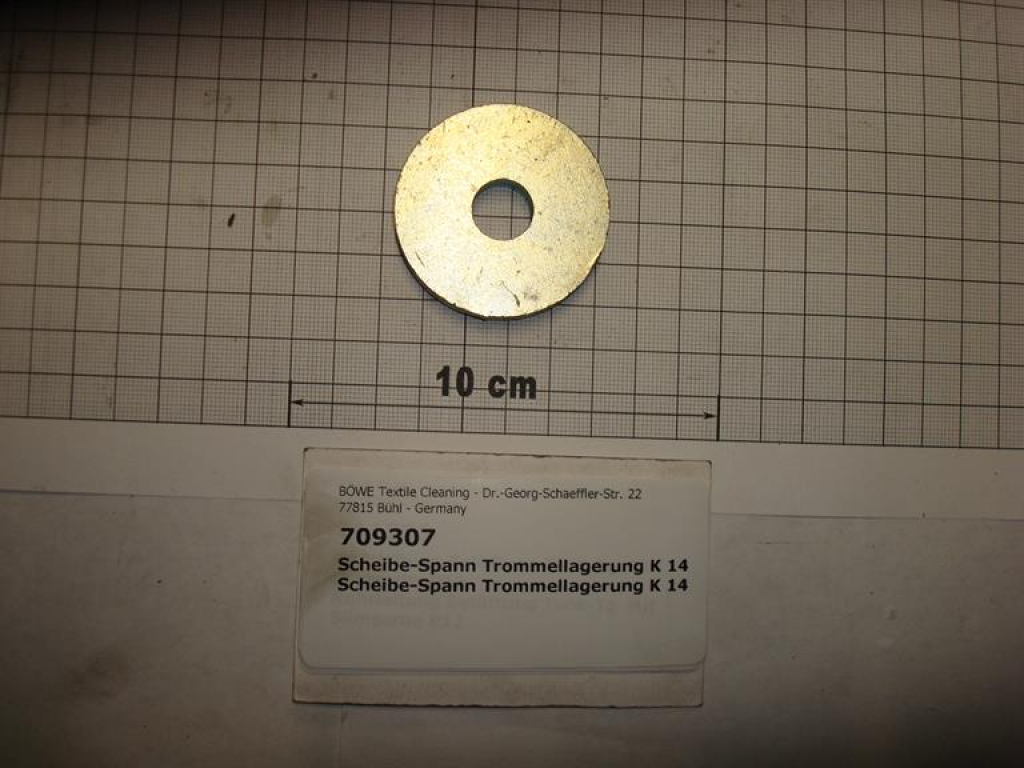 10 cm
BÖWE Textile Cleaning - Dr.-Georg-Schaeffler-Str. 22
77815 Bühl - Germany
709307
Scheibe-Spann Trommellagerung K 14
Scheibe-Spann Trommellagerung K 14